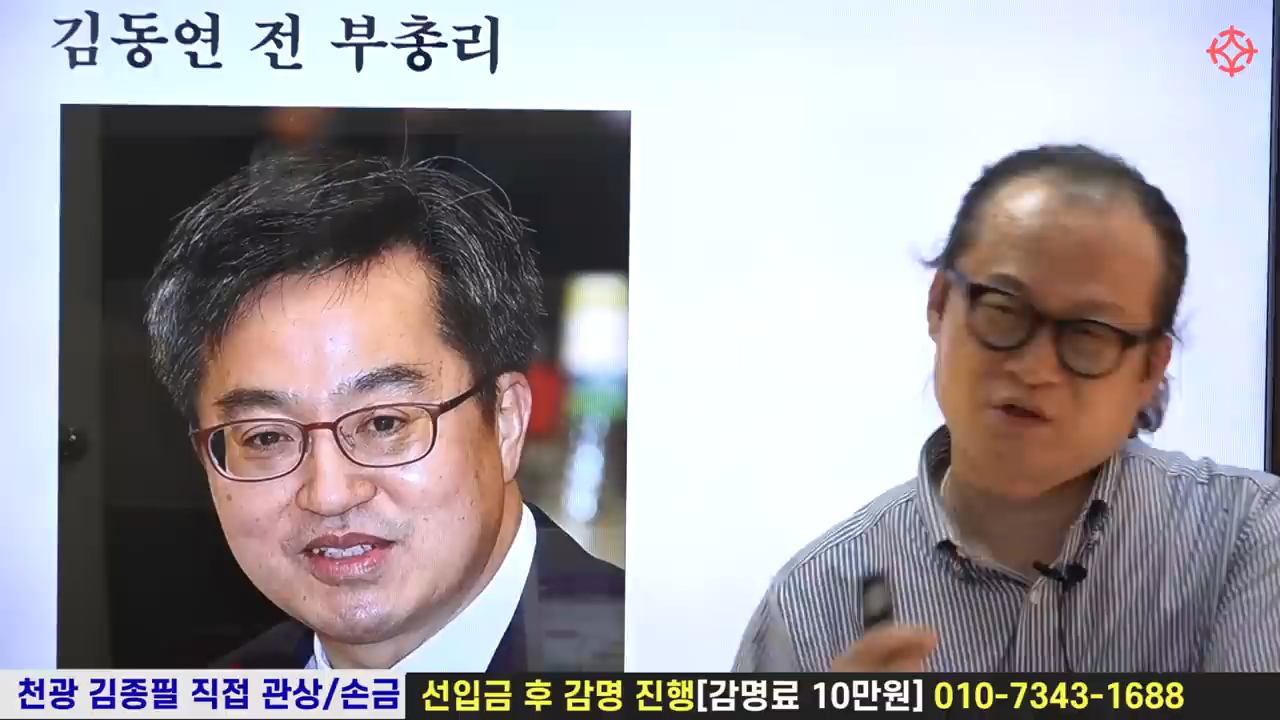 김동연 전 부총리
천광 김종필 직접 관상/손금 선입금 후 감명 진행[감명료 10만원] 010-7343-1688